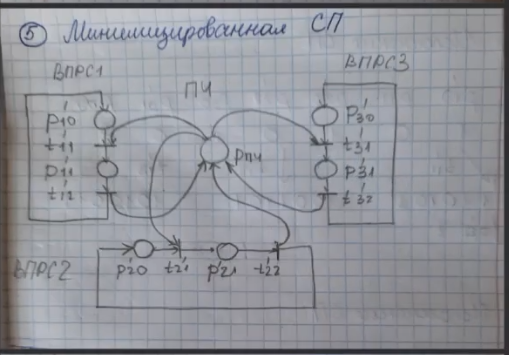 ⑤ Минимицированная СП
ВПРС1
ПЧ
ВПРС3
p'10
t'11
p'11
t'12
Pпч
p'30
t'31
p'31
t'32
ВПРС2
p'20 t'21 p'21 t'22